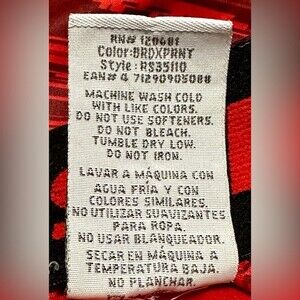 RN# 120481
Color:BRDXPRNT
Style:RS35110
EAN# 4 71290905088
MACHINE WASH COLD
WITH LIKE COLORS.
DO NOT USE SOFTENERS.
DO NOT BLEACH.
TUMBLE DRY LOW.
DO NOT IRON.
LAVAR A MÁQUINA CON
AGUA FRÍA Y CON
COLORES SIMILARES.
NO UTILIZAR SUAVIZANTES
PARA ROPA.
NO USAR BLANQUEADOR.
SECAR EN MÁQUINA A
TEMPERATURA BAJA.
NO PLANCHAR.